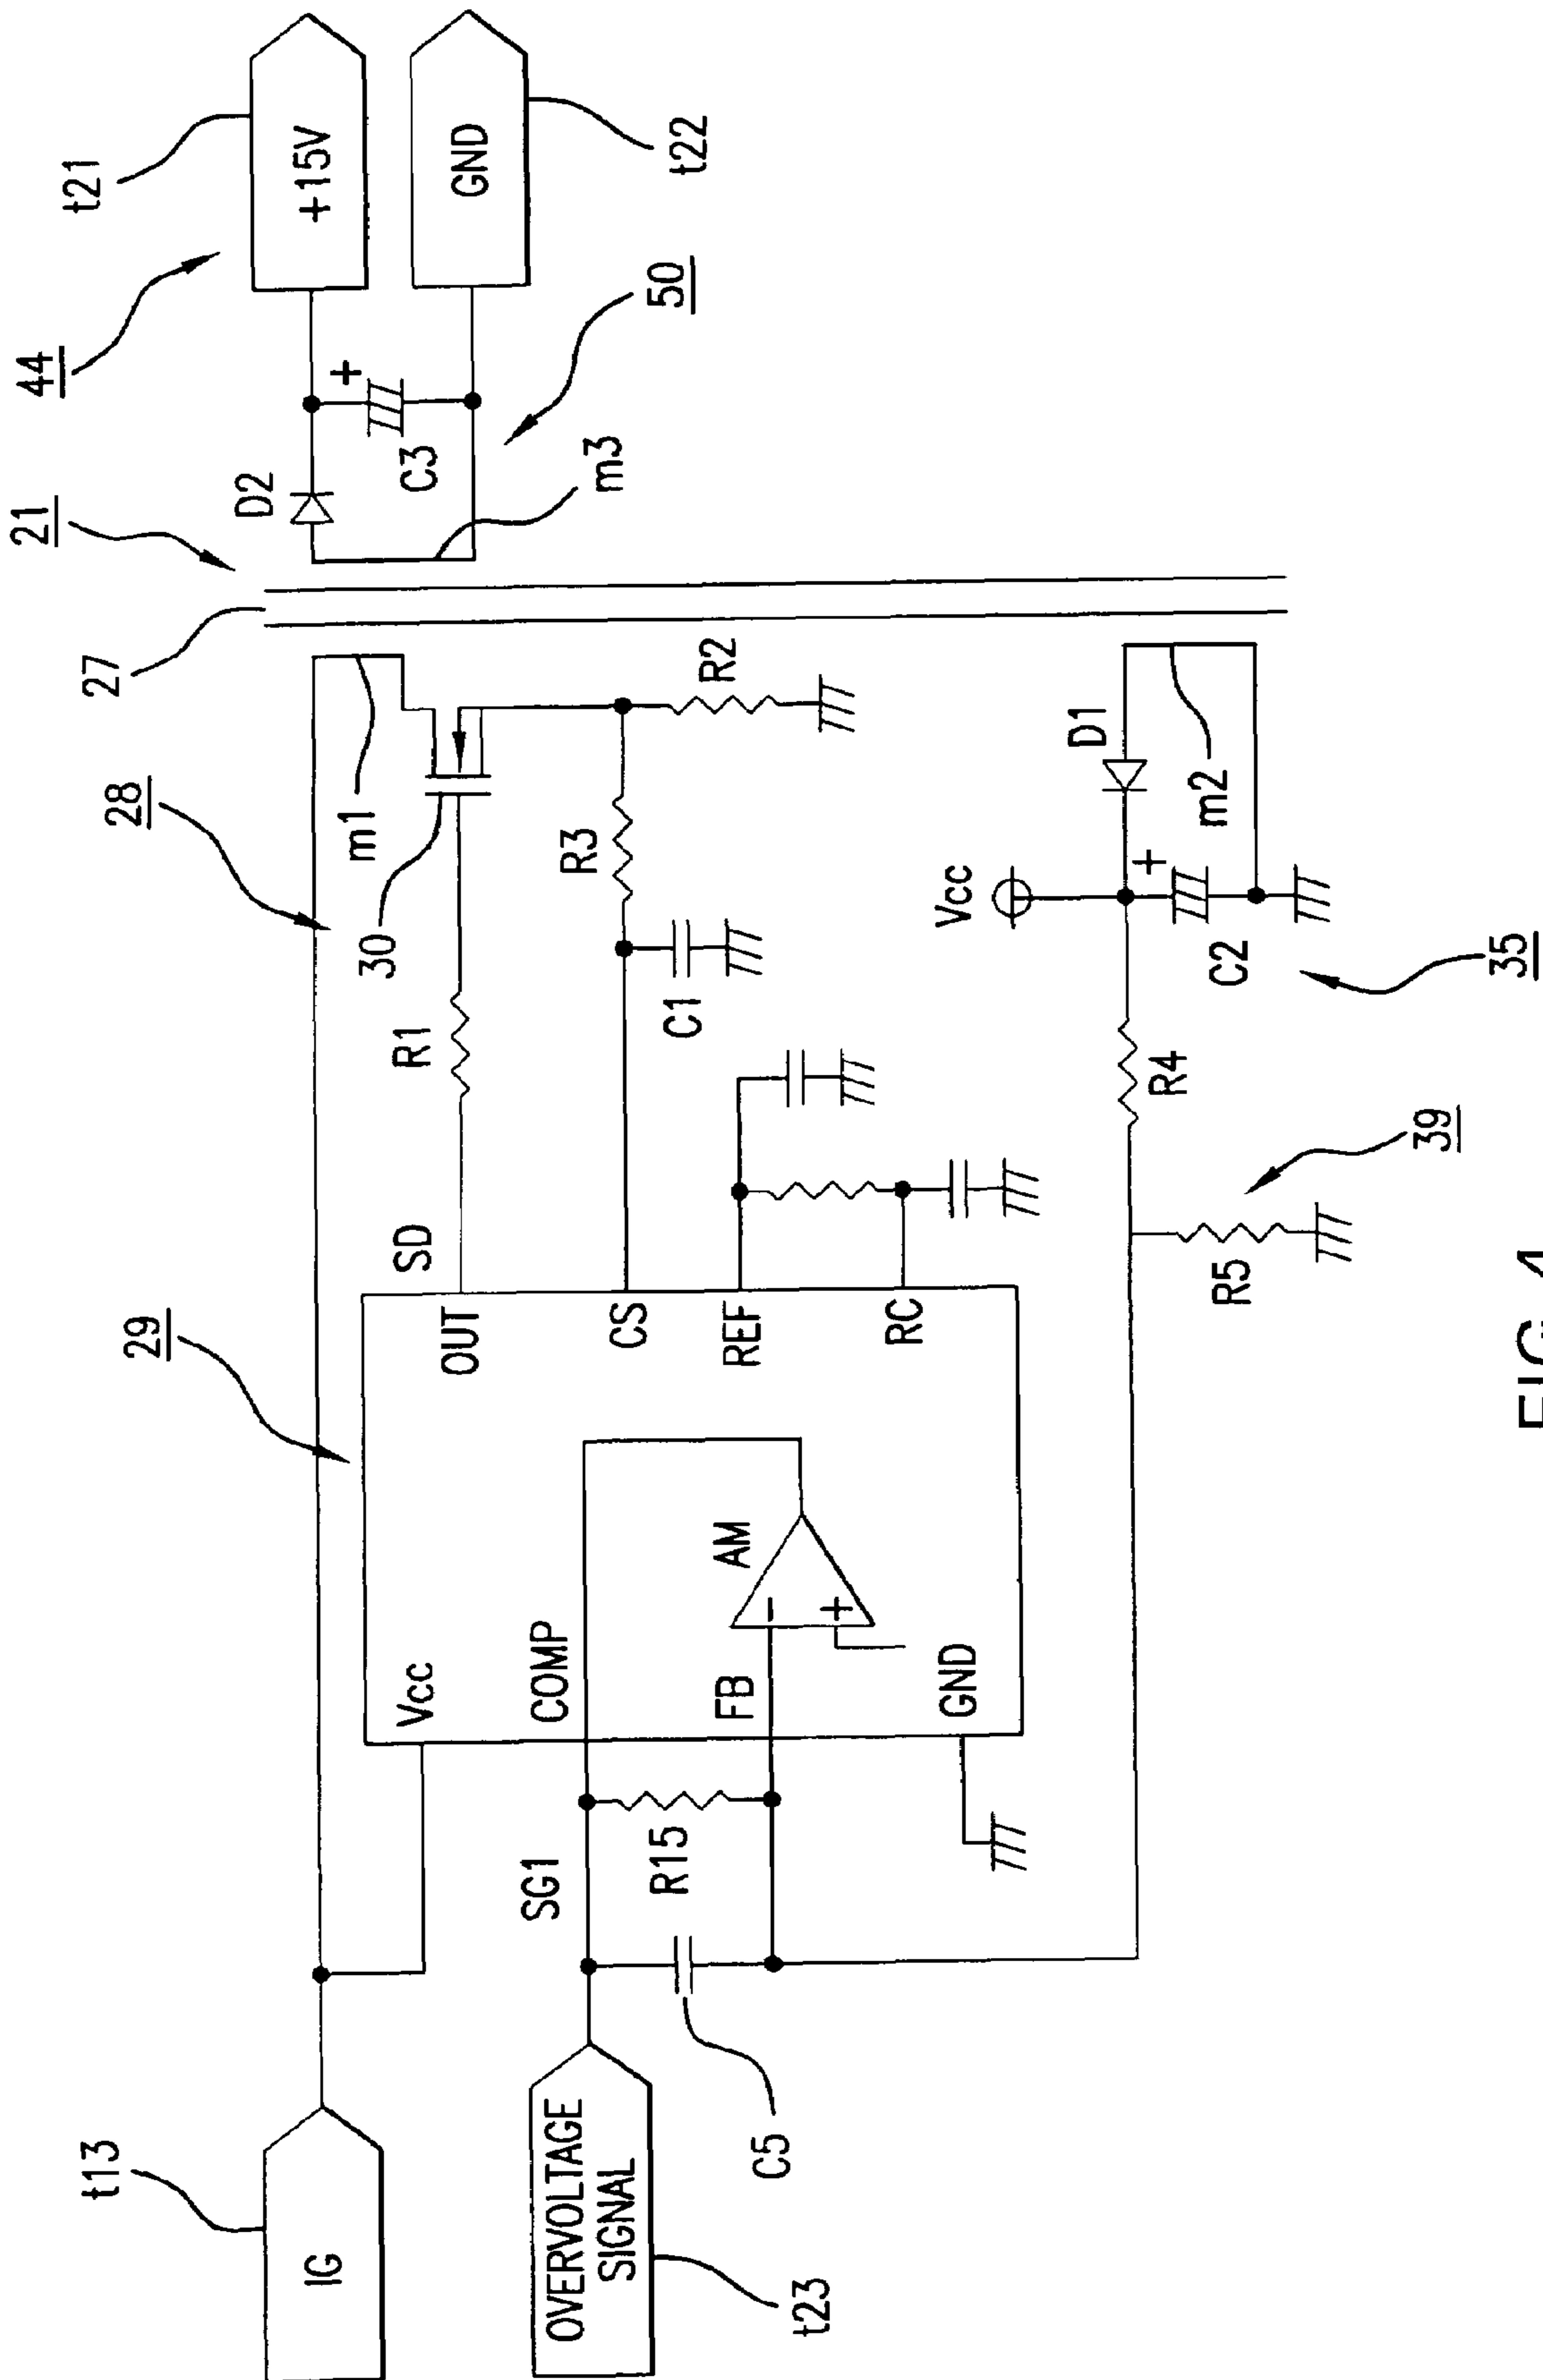 21
44
t21
27
D2
+15V
28
m1
C3
GND
m3
50
t22
29
30
R1
R3
R2
SD
C1
OUT
CS
REF
RC
Vcc
D1
m2
C2
R4
35
39
R5
t13
IG
Vcc
COMP
AM
-
+
FB
GND
SG1
R15
C5
OVERVOLTAGE
SIGNAL
t23
+
+